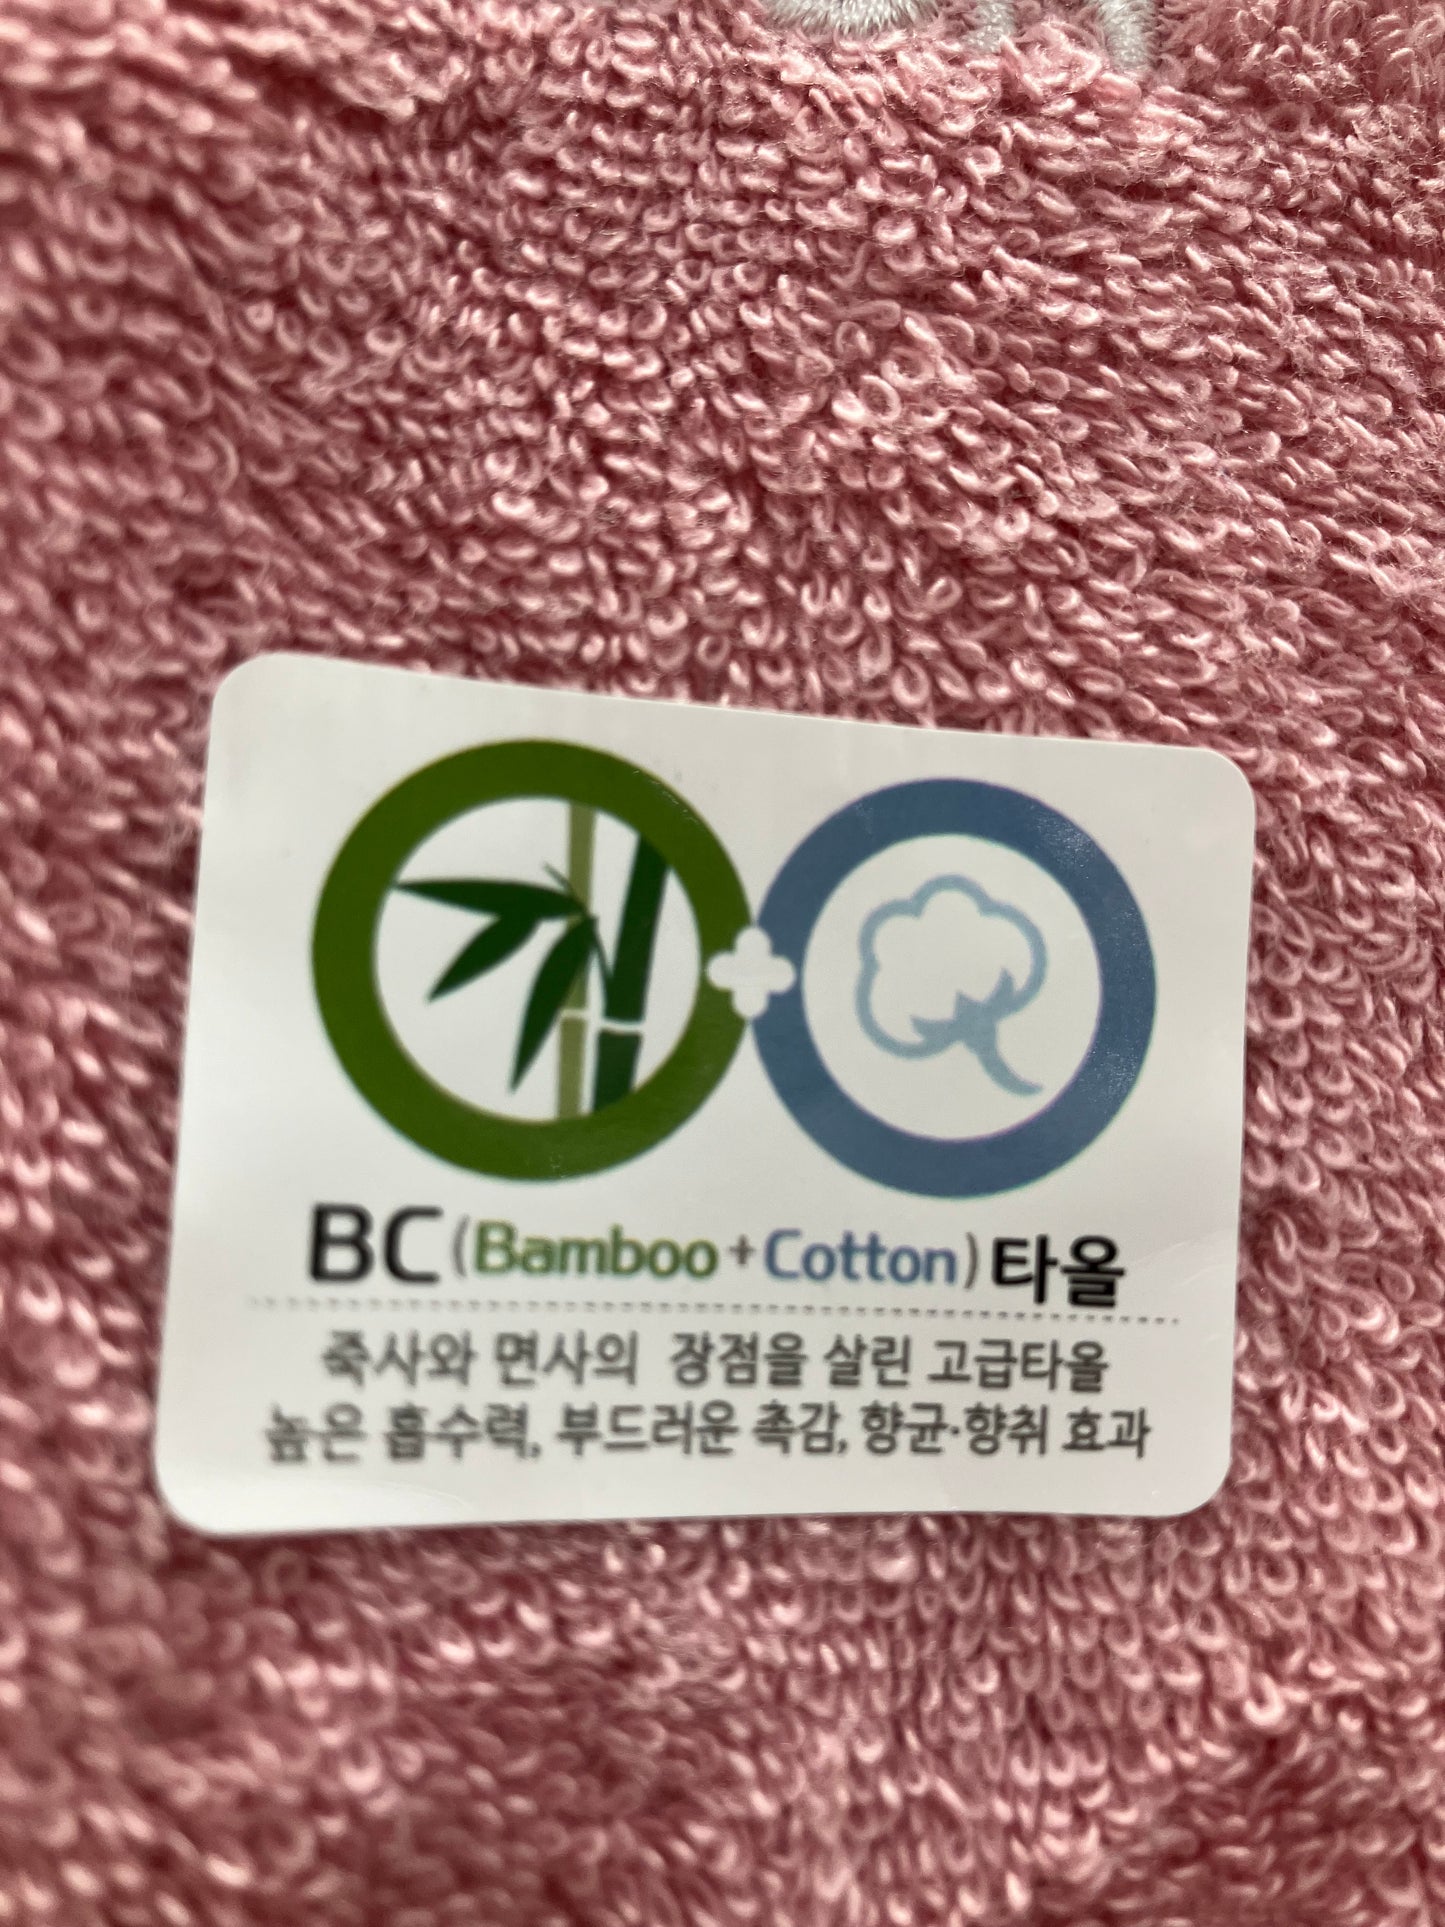 BC (Bamboo + Cotton) 타올
죽사와 면사의 장점을 살린 고급타올
높은 흡수력, 부드러운 촉감, 향균·향취 효과